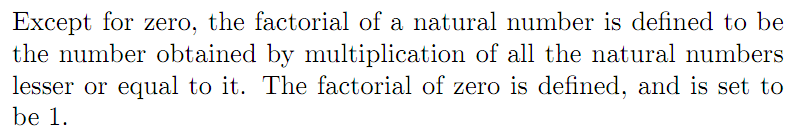 Except for zero, the factorial of a natural number is defined to be
the number obtained by multiplication of all the natural numbers
lesser or equal to it. The factorial of zero is defined, and is set to
be 1.